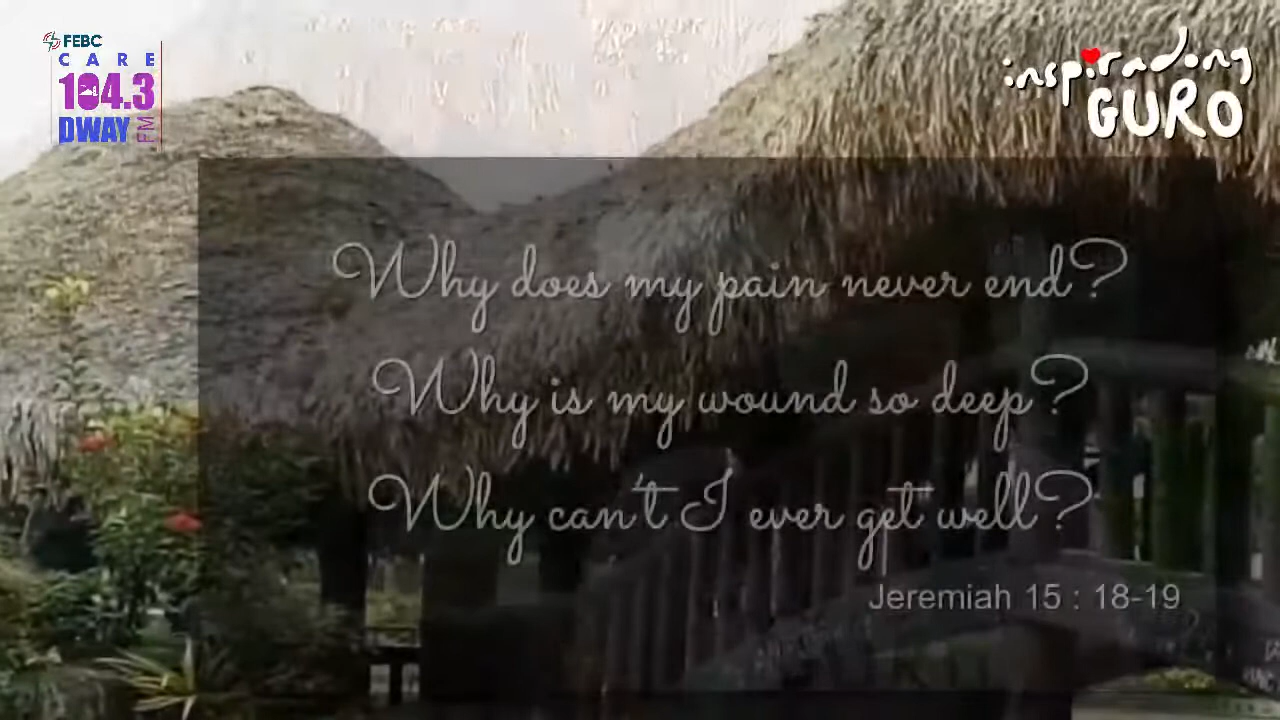 FEBC
CARE
104.3
DWAY FM
inspirading
GURO
Why does my pain never end?
Why is my wound so deep?
Why can't I ever get well?
Jeremiah 15 : 18-19